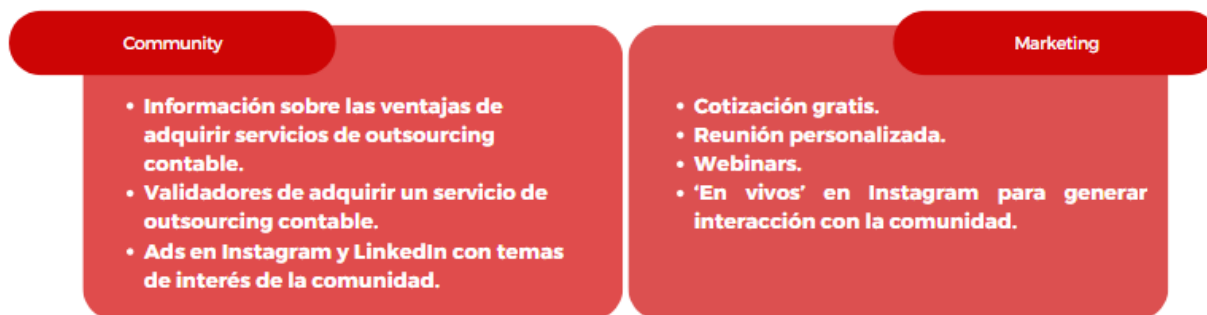 Community
• Información sobre las ventajas de
adquirir servicios de outsourcing
contable.
• Validadores de adquirir un servicio de
outsourcing contable.
• Ads en Instagram y LinkedIn con temas
de interés de la comunidad.
Marketing
• Cotización gratis.
• Reunión personalizada.
• Webinars.
• ‘En vivos’ en Instagram para generar
interacción con la comunidad.